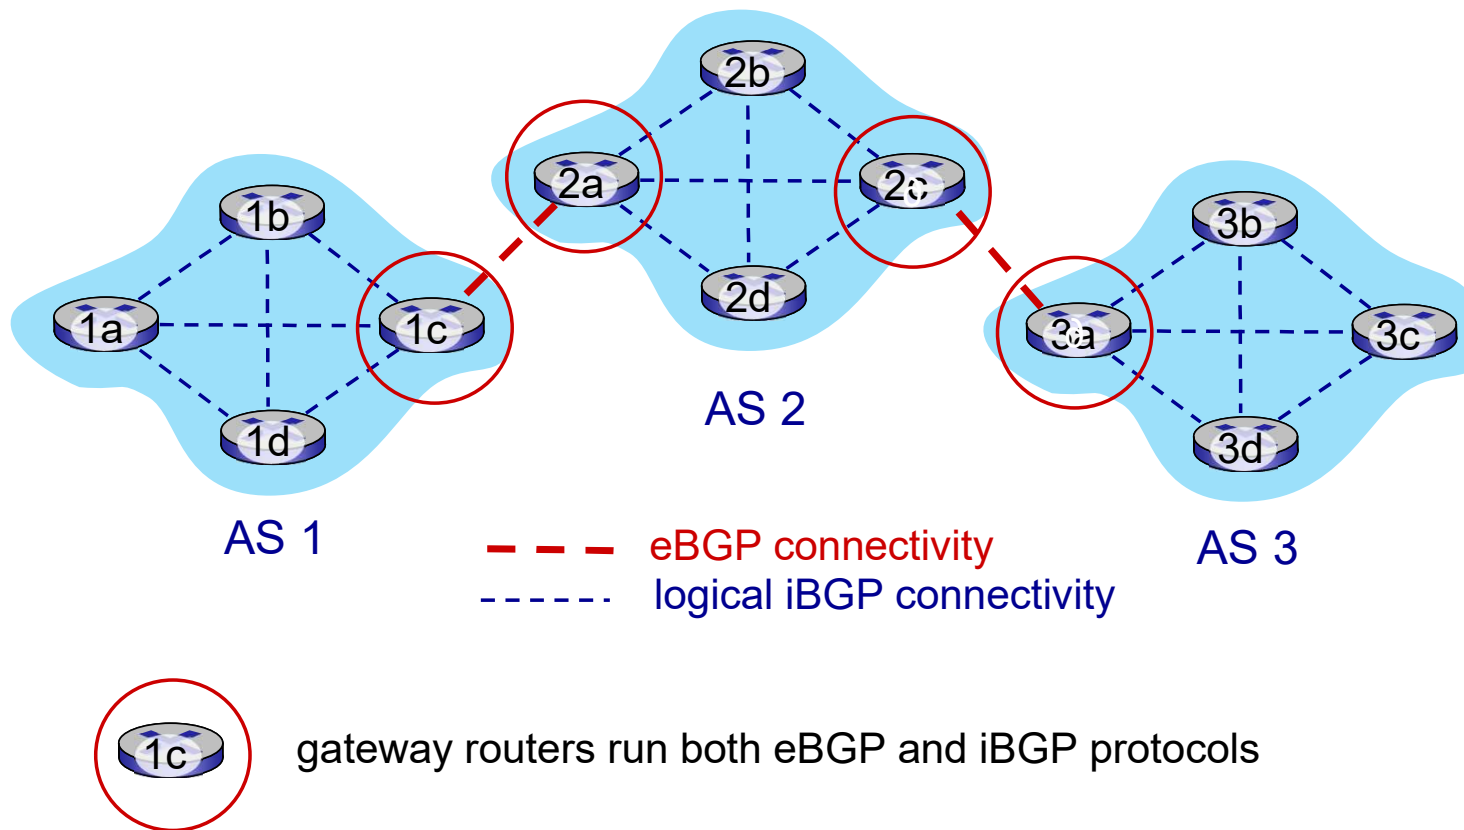 2b
2a
2c
1b
3b
1a
1c
2d
3a
3c
AS 2
1d
3d
AS 1
eBGP connectivity
AS 3
logical iBGP connectivity
1c
gateway routers run both eBGP and iBGP protocols